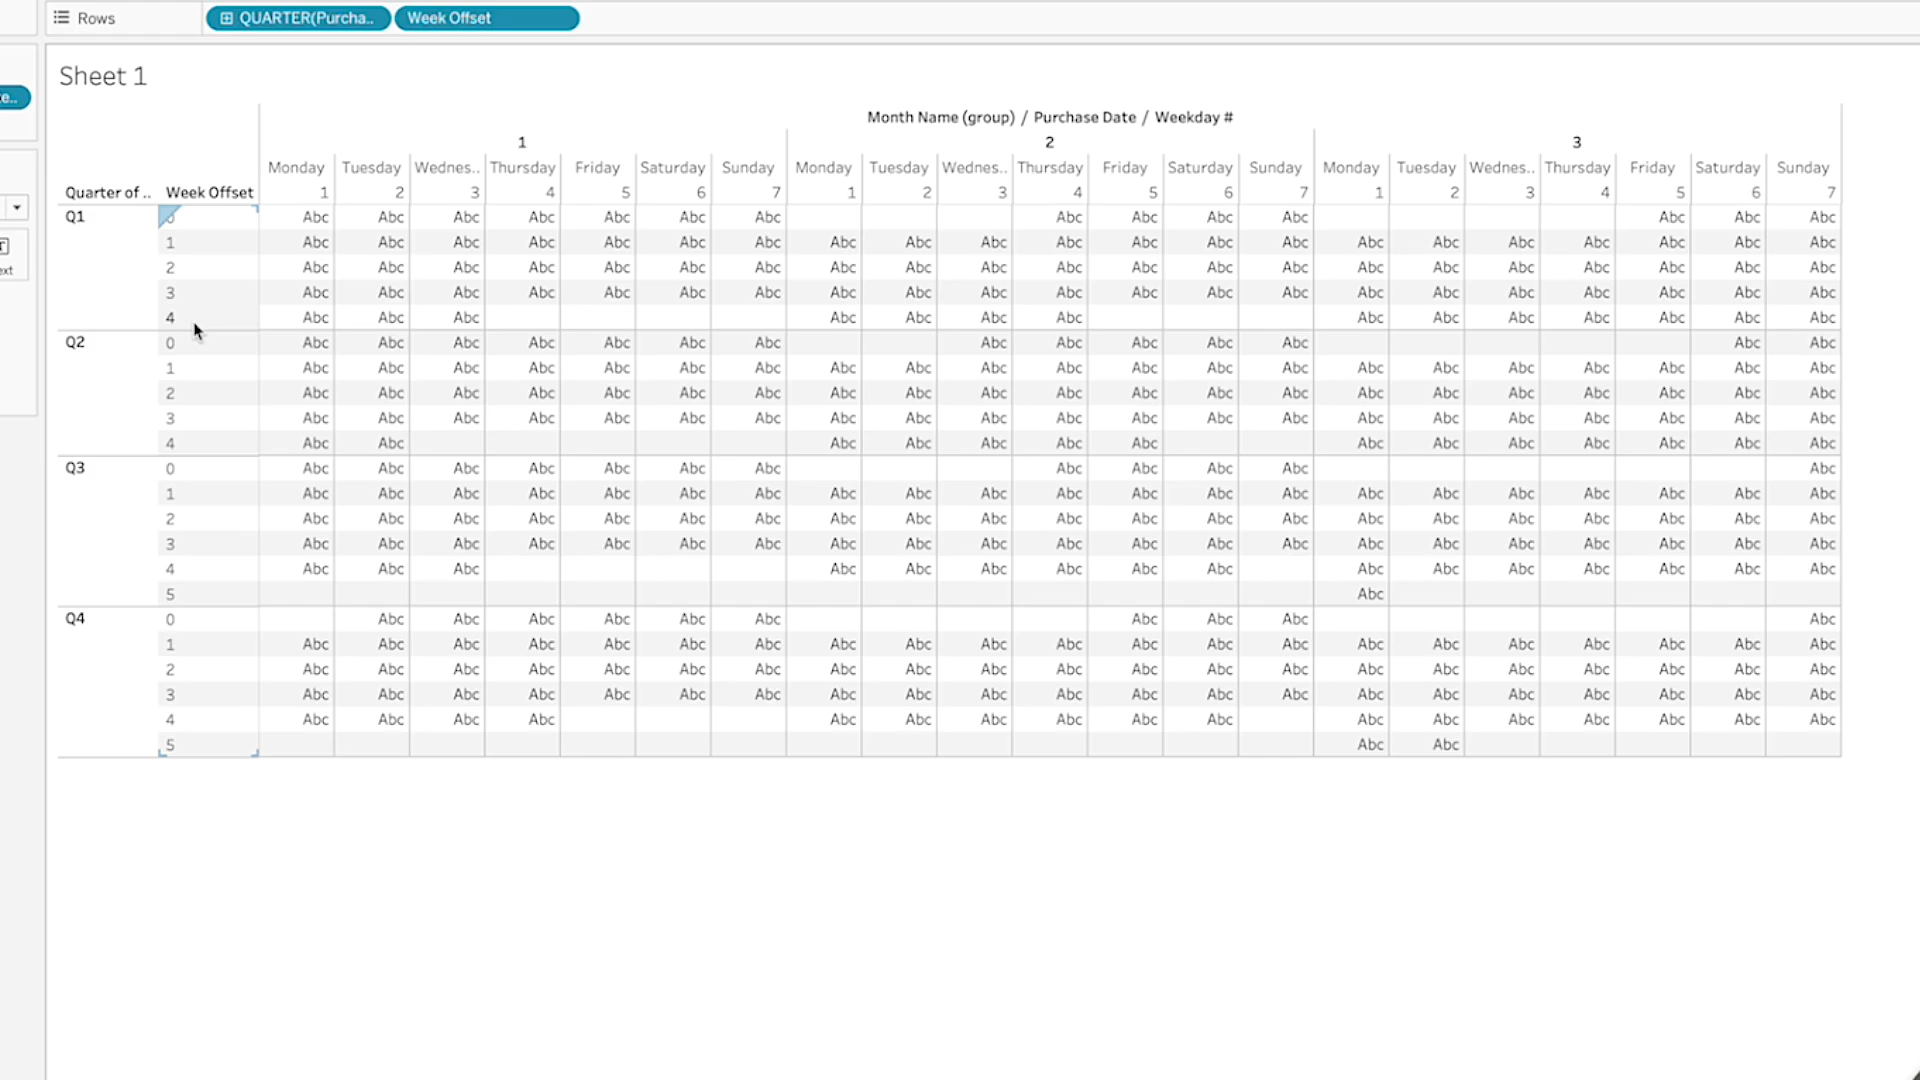 Rows QUARTER(Purcha.. Week Offset
Sheet 1
e..
Month Name (group) / Purchase Date / Weekday #
1 2 3
Monday Tuesday Wednes.. Thursday Friday Saturday Sunday Monday Tuesday Wednes.. Thursday Friday Saturday Sunday Monday Tuesday Wednes.. Thursday Friday Saturday Sunday
Quarter of .. Week Offset 1 2 3 4 5 6 7 1 2 3 4 5 6 7 1 2 3 4 5 6 7
Q1 0 Abc Abc Abc Abc Abc Abc Abc Abc Abc Abc Abc Abc Abc Abc
1 Abc Abc Abc Abc Abc Abc Abc Abc Abc Abc Abc Abc Abc Abc Abc Abc Abc Abc Abc Abc Abc
ext 2 Abc Abc Abc Abc Abc Abc Abc Abc Abc Abc Abc Abc Abc Abc Abc Abc Abc Abc Abc Abc Abc
3 Abc Abc Abc Abc Abc Abc Abc Abc Abc Abc Abc Abc Abc Abc Abc Abc Abc Abc Abc Abc Abc
4 Abc Abc Abc Abc Abc Abc Abc Abc Abc Abc Abc Abc Abc Abc
Q2 0 Abc Abc Abc Abc Abc Abc Abc Abc Abc Abc Abc Abc Abc Abc
1 Abc Abc Abc Abc Abc Abc Abc Abc Abc Abc Abc Abc Abc Abc Abc Abc Abc Abc Abc Abc Abc
2 Abc Abc Abc Abc Abc Abc Abc Abc Abc Abc Abc Abc Abc Abc Abc Abc Abc Abc Abc Abc Abc
3 Abc Abc Abc Abc Abc Abc Abc Abc Abc Abc Abc Abc Abc Abc Abc Abc Abc Abc Abc Abc Abc
4 Abc Abc Abc Abc Abc Abc Abc Abc Abc Abc Abc Abc Abc Abc
Q3 0 Abc Abc Abc Abc Abc Abc Abc Abc Abc Abc Abc Abc
1 Abc Abc Abc Abc Abc Abc Abc Abc Abc Abc Abc Abc Abc Abc Abc Abc Abc Abc Abc Abc Abc
2 Abc Abc Abc Abc Abc Abc Abc Abc Abc Abc Abc Abc Abc Abc Abc Abc Abc Abc Abc Abc Abc
3 Abc Abc Abc Abc Abc Abc Abc Abc Abc Abc Abc Abc Abc Abc Abc Abc Abc Abc Abc Abc Abc
4 Abc Abc Abc Abc Abc Abc Abc Abc Abc Abc Abc Abc Abc Abc Abc Abc
5 Abc
Q4 0 Abc Abc Abc Abc Abc Abc Abc Abc Abc Abc
1 Abc Abc Abc Abc Abc Abc Abc Abc Abc Abc Abc Abc Abc Abc Abc Abc Abc Abc Abc Abc Abc
2 Abc Abc Abc Abc Abc Abc Abc Abc Abc Abc Abc Abc Abc Abc Abc Abc Abc Abc Abc Abc Abc
3 Abc Abc Abc Abc Abc Abc Abc Abc Abc Abc Abc Abc Abc Abc Abc Abc Abc Abc Abc Abc Abc
4 Abc Abc Abc Abc Abc Abc Abc Abc Abc Abc Abc Abc Abc Abc Abc Abc Abc
5 Abc Abc